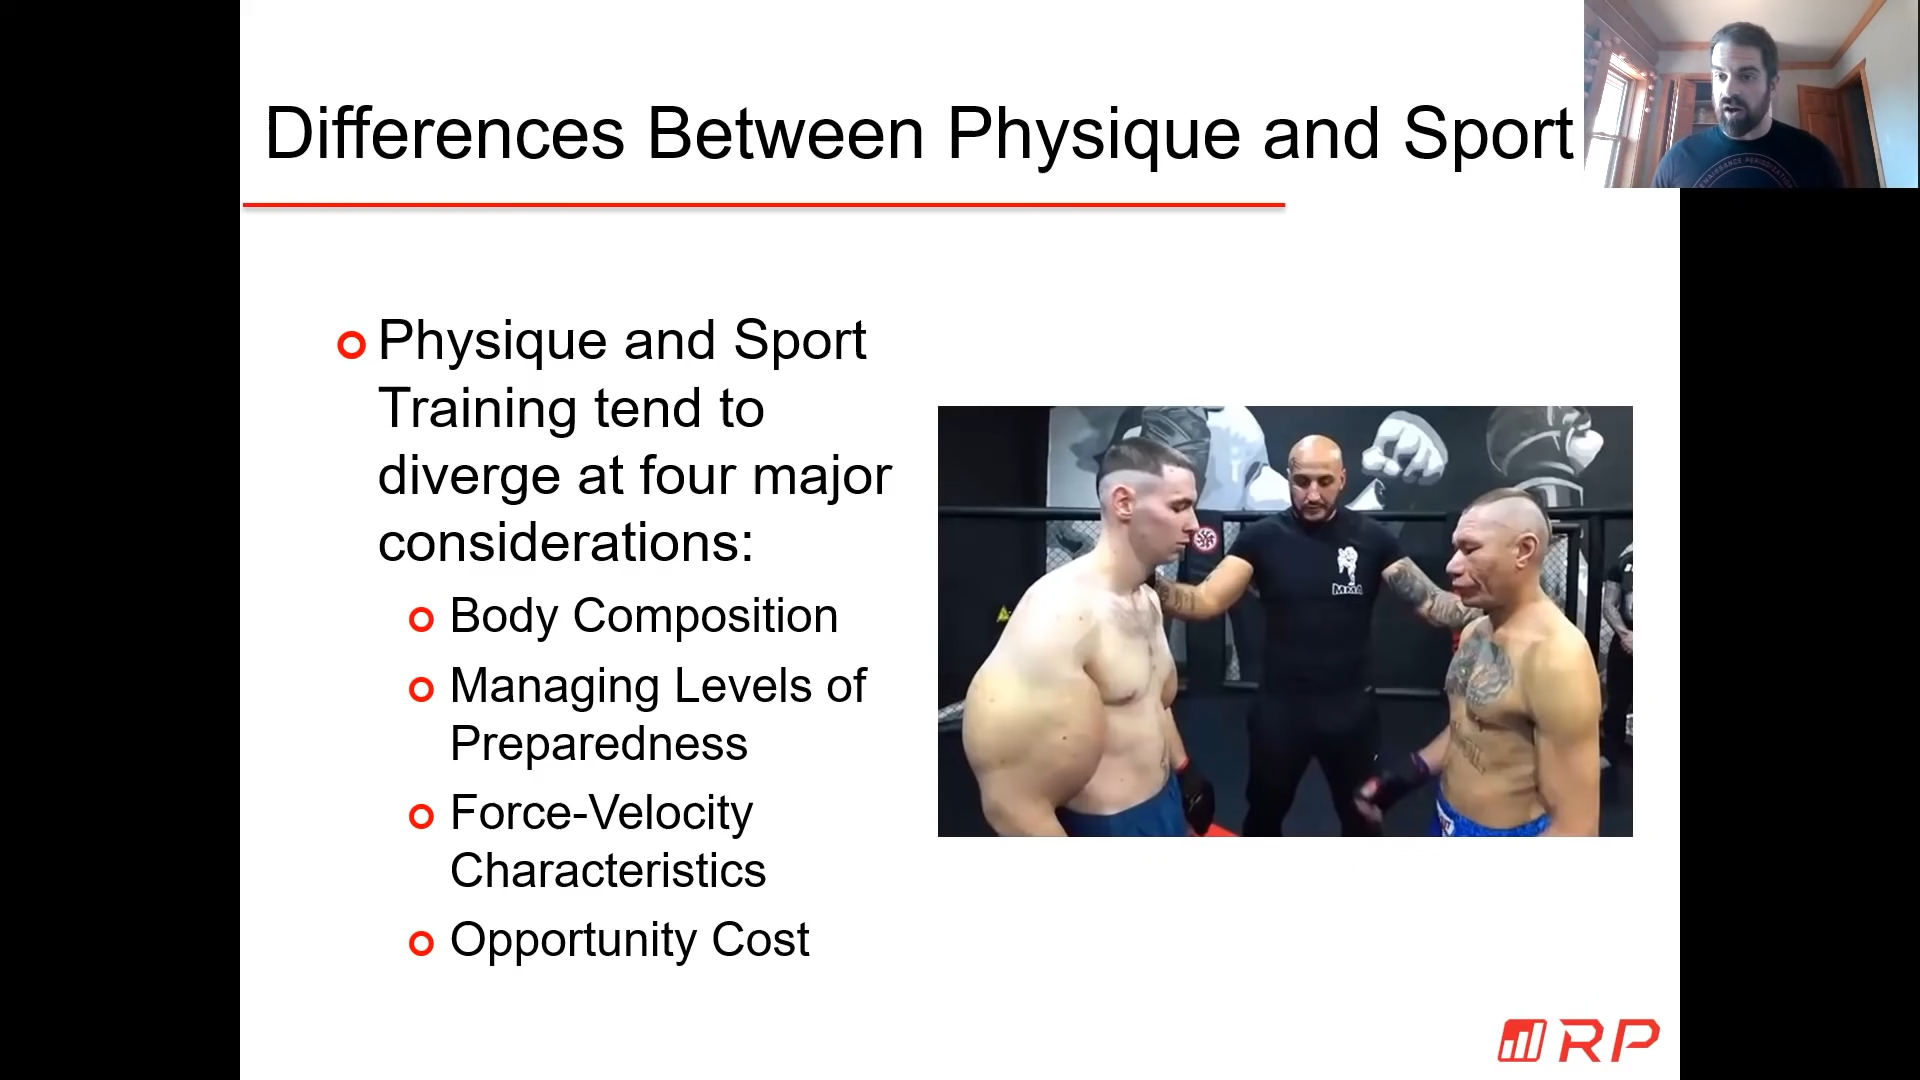 Differences Between Physique and Sport
Physique and Sport
Training tend to
diverge at four major
considerations:
Body Composition
Managing Levels of
Preparedness
Force-Velocity
Characteristics
Opportunity Cost
MMA
RP